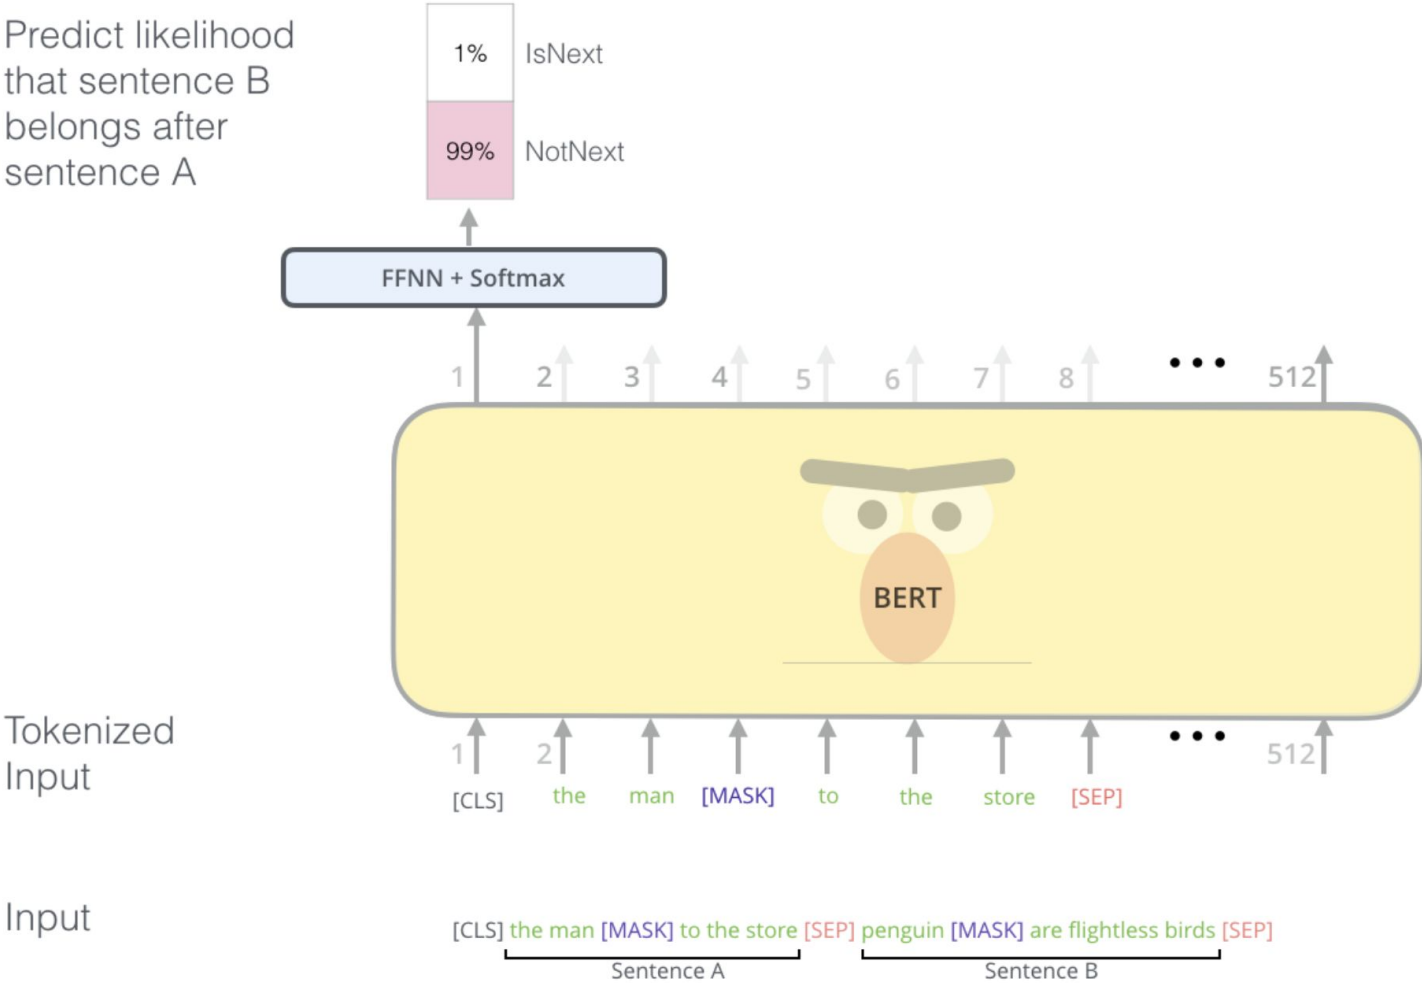 Predict likelihood
that sentence B
belongs after
sentence A
1% IsNext
99% NotNext
FFNN + Softmax
1 2 3 4 5 6 7 8 ••• 512
BERT
Tokenized
Input
1 2 ••• 512
[CLS] the man [MASK] to the store [SEP]
Input
[CLS] the man [MASK] to the store [SEP] penguin [MASK] are flightless birds [SEP]
Sentence A Sentence B